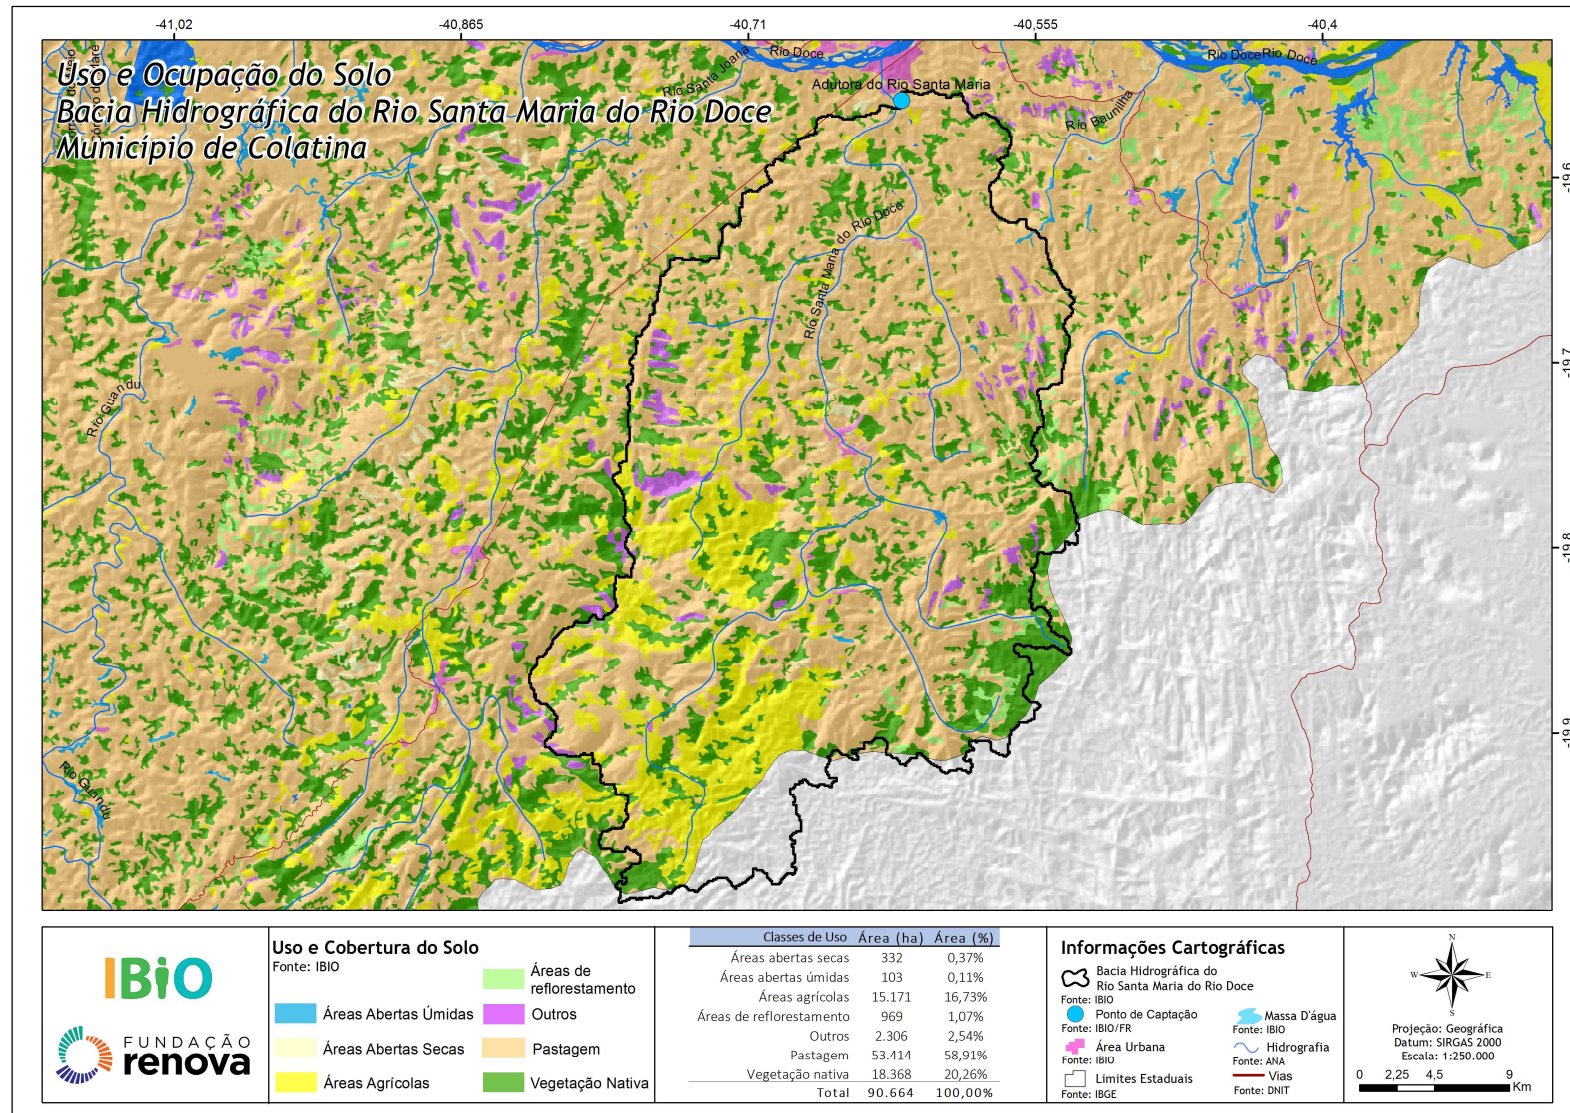 -41,02
-40,865
-40,71
-40,555
-40,4
Uso e Ocupação do Solo
Bacia Hidrográfica do Rio Santa Maria do Rio Doce
Município de Colatina
Rio Santa Joana
Rio Doce
Adutora do Rio Santa Maria
Rio Doce
Rio Doce
Rio Baunilha
Rio Santa Maria do Rio Doce
Rio Guandu
Rio Guandu
-19,6
-19,7
-19,8
-19,9
IBiO
FUNDAÇÃO
renova
Uso e Cobertura do Solo
Fonte: IBIO
Áreas Abertas Úmidas
Áreas Abertas Secas
Áreas Agrícolas
Áreas de
reflorestamento
Outros
Pastagem
Vegetação Nativa
Classes de Uso Área (ha) Área (%)
Áreas abertas secas 332 0,37%
Áreas abertas úmidas 103 0,11%
Áreas agrícolas 15.171 16,73%
Áreas de reflorestamento 969 1,07%
Outros 2.306 2,54%
Pastagem 53.414 58,91%
Vegetação nativa 18.368 20,26%
Total 90.664 100,00%
Informações Cartográficas
Bacia Hidrográfica do
Rio Santa Maria do Rio Doce
Fonte: IBIO
Ponto de Captação
Fonte: IBIO/FR
Área Urbana
Fonte: IBIO
Limites Estaduais
Fonte: IBGE
Massa D'água
Fonte: IBIO
Hidrografia
Fonte: ANA
Vias
Fonte: DNIT
N
W E
S
Projeção: Geográfica
Datum: SIRGAS 2000
Escala: 1:250.000
0 2,25 4,5 9
Km